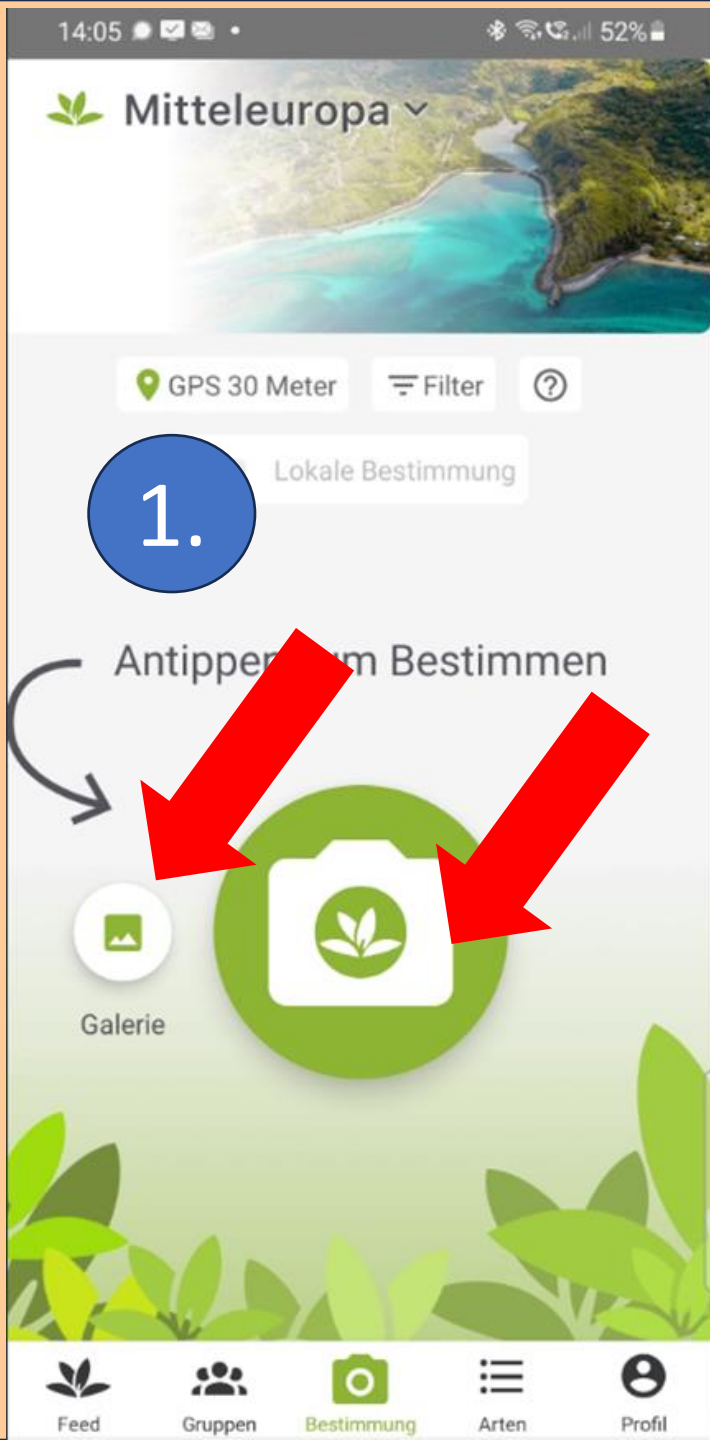 14:05 52%
Mitteleuropa
GPS 30 Meter Filter ?
Lokale Bestimmung
1.
Antippen um Bestimmen
Galerie
Feed Gruppen Bestimmung Arten Profil